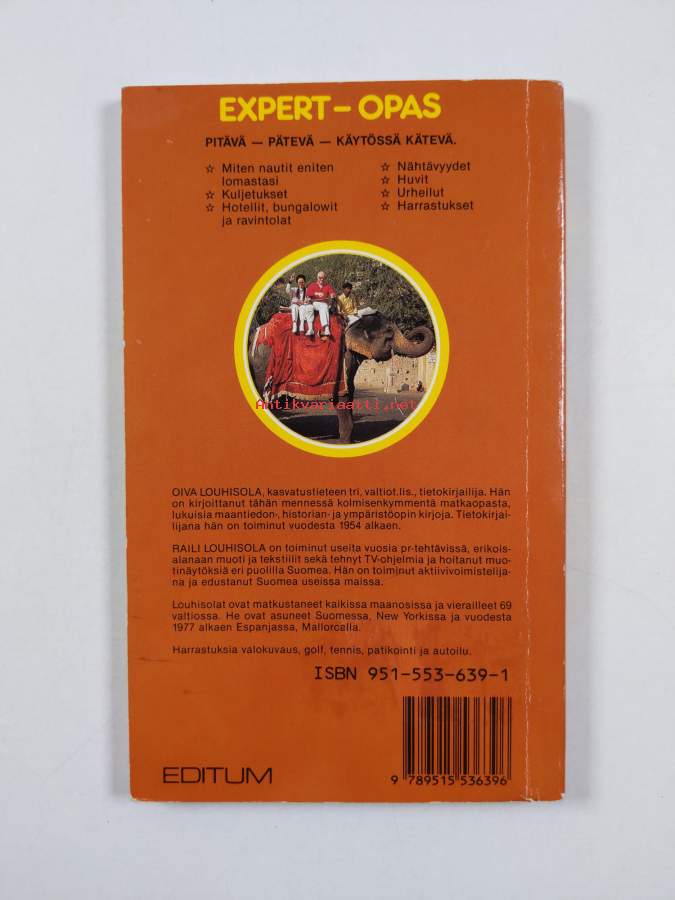 EXPERT – OPAS
PITÄVÄ — PÄTEVÄ — KÄYTÖSSÄ KÄTEVÄ.
☆ Miten nautit eniten
lomastasi
☆ Kuljetukset
☆ Hotellit, bungalowit
ja ravintolat
☆ Nähtävyydet
☆ Huvit
☆ Urheilut
☆ Harrastukset
Antikvariaatti.net
OIVA LOUHISOLA, kasvatustieteen tri, valtiot.lis., tietokirjailija. Hän
on kirjoittanut tähän mennessä kolmisenkymmentä matkaopasta,
lukuisia maantiedon-, historian- ja ympäristöopin kirjoja. Tietokirjai-
lijana hän on toiminut vuodesta 1954 alkaen.
RAILI LOUHISOLA on toiminut useita vuosia pr-tehtävissä, erikois-
alanaan muoti ja tekstiilit sekä tehnyt TV-ohjelmia ja hoitanut muo-
tinäytöksiä eri puolilla Suomea. Hän on toiminut aktiivivoimistelija-
na ja edustanut Suomea useissa maissa.
Louhisolat ovat matkustaneet kaikissa maanosissa ja vierailleet 69
valtiossa. He ovat asuneet Suomessa, New Yorkissa ja vuodesta
1977 alkaen Espanjassa, Mallorcalla.
Harrastuksia valokuvaus, golf, tennis, patikointi ja autoilu.
ISBN 951-553-639-1
EDITUM
9 789515 536396